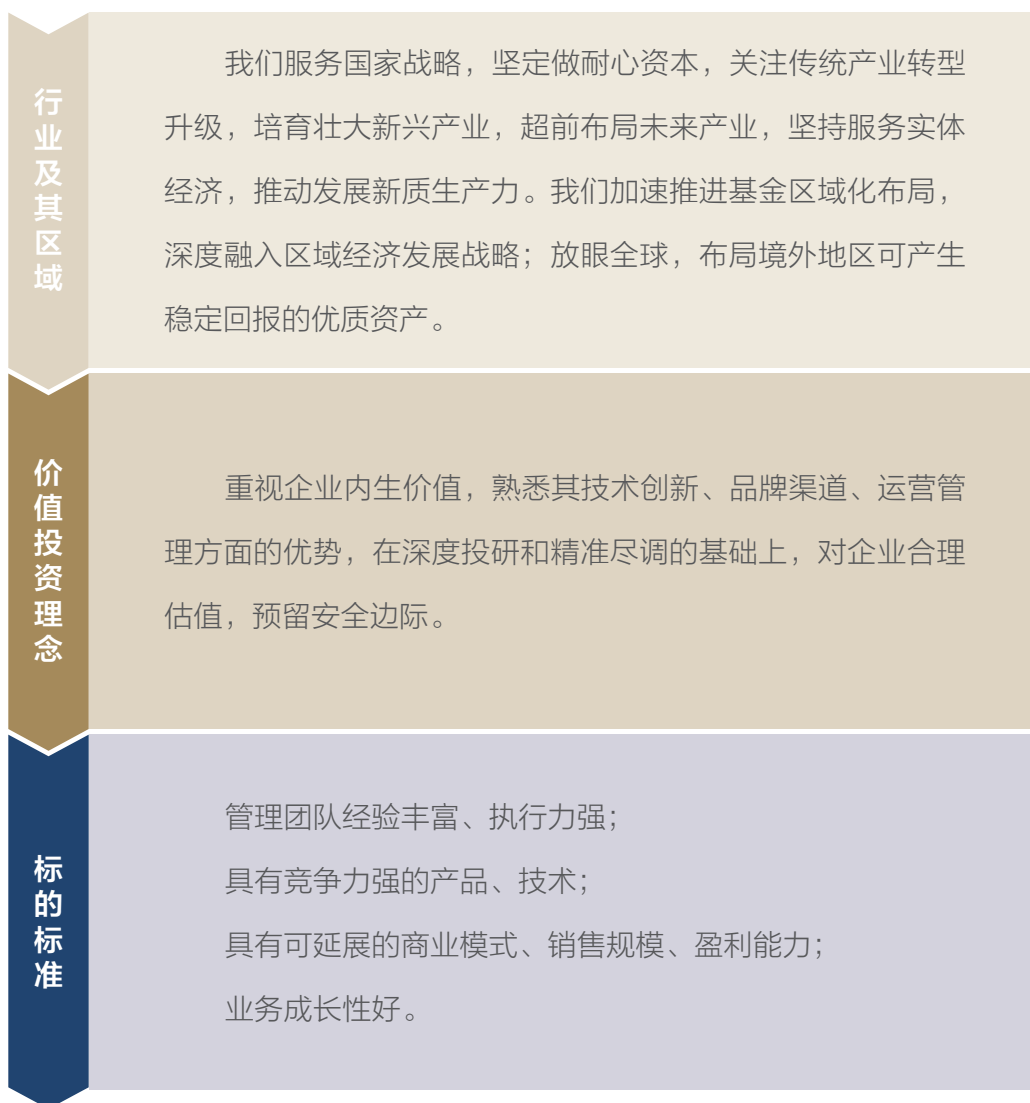 行业及其区域
我们服务国家战略，坚定做耐心资本，关注传统产业转型
升级，培育壮大新兴产业，超前布局未来产业，坚持服务实体
经济，推动发展新质生产力。我们加速推进基金区域化布局，
深度融入区域经济发展战略；放眼全球，布局境外地区可产生
稳定回报的优质资产。
价值投资理念
重视企业内生价值，熟悉其技术创新、品牌渠道、运营管
理方面的优势，在深度投研和精准尽调的基础上，对企业合理
估值，预留安全边际。
标的标准
管理团队经验丰富、执行力强；
具有竞争力强的产品、技术；
具有可延展的商业模式、销售规模、盈利能力；
业务成长性好。